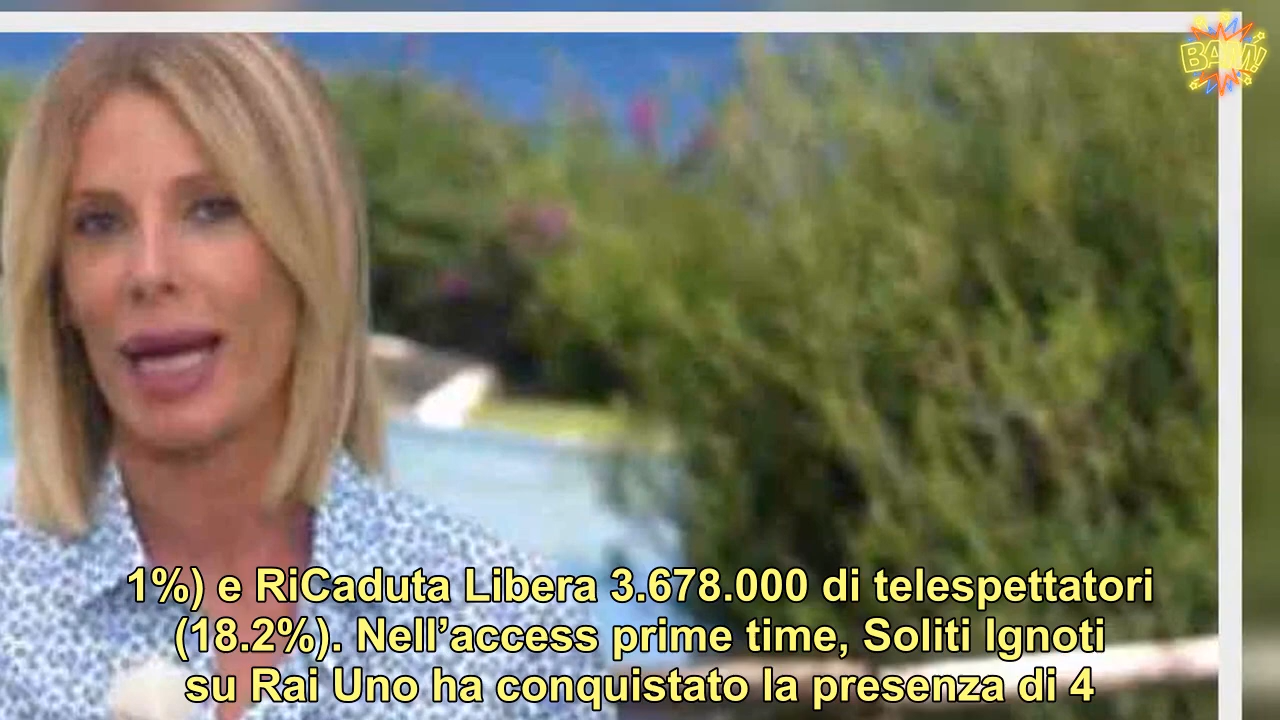 BAM!
1%) e RiCaduta Libera 3.678.000 di telespettatori
(18.2%). Nell’access prime time, Soliti Ignoti
su Rai Uno ha conquistato la presenza di 4